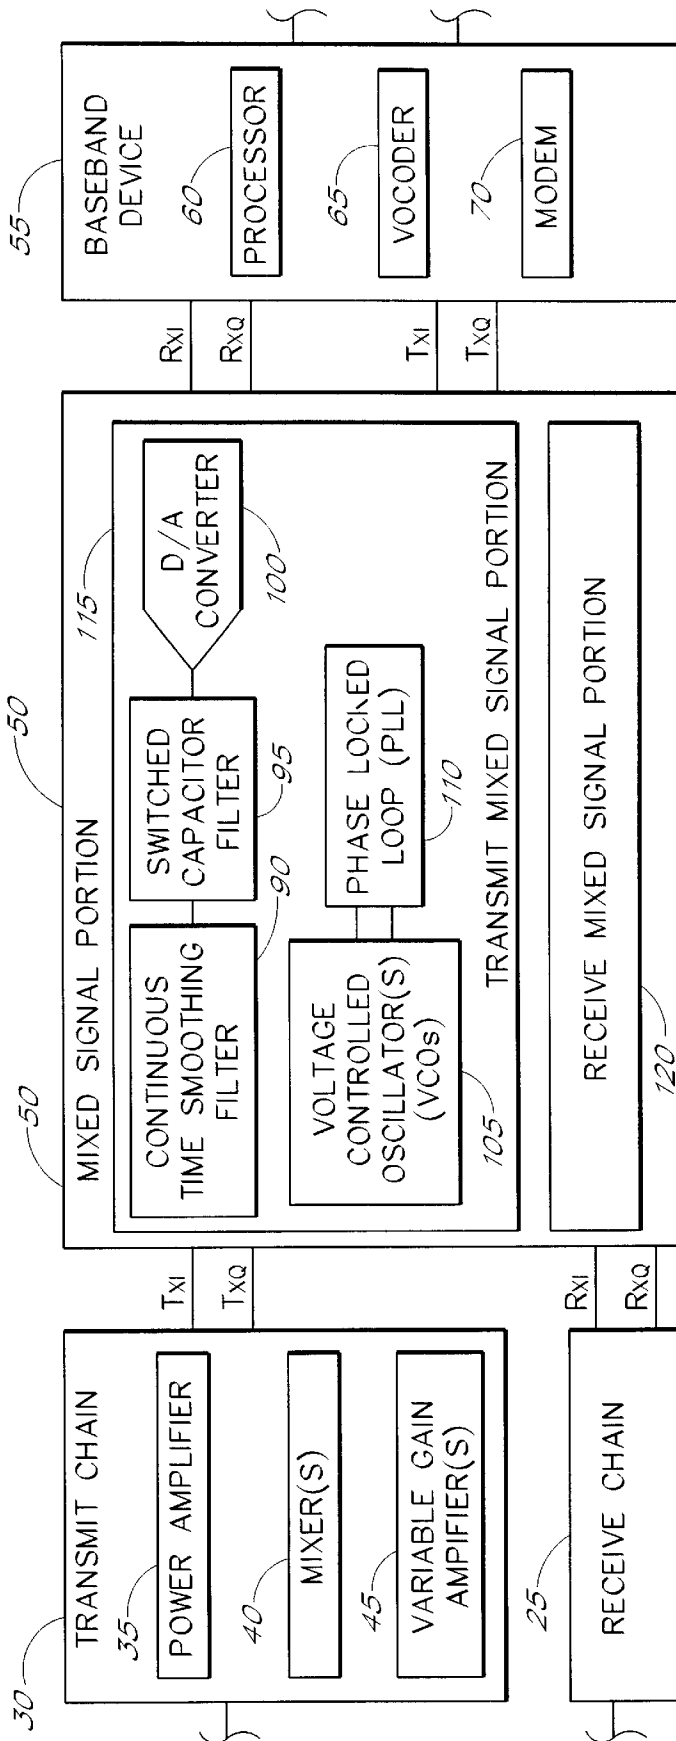 30
TRANSMIT CHAIN
35
POWER AMPLIFIER
40
MIXER(S)
45
VARIABLE GAIN
AMPIFIER(S)
25
RECEIVE CHAIN
TXI
TXQ
RXI
RXQ
50
50
MIXED SIGNAL PORTION
115
CONTINUOUS
TIME SMOOTHING
FILTER
90
SWITCHED
CAPACITOR
FILTER
95
D/A
CONVERTER
100
VOLTAGE
CONTROLLED
OSCILLATOR(S)
(VCOs)
105
PHASE LOCKED
LOOP (PLL)
110
TRANSMIT MIXED SIGNAL PORTION
RECEIVE MIXED SIGNAL PORTION
120
RXI
RXQ
TXI
TXQ
55
BASEBAND
DEVICE
60
PROCESSOR
65
VOCODER
70
MODEM